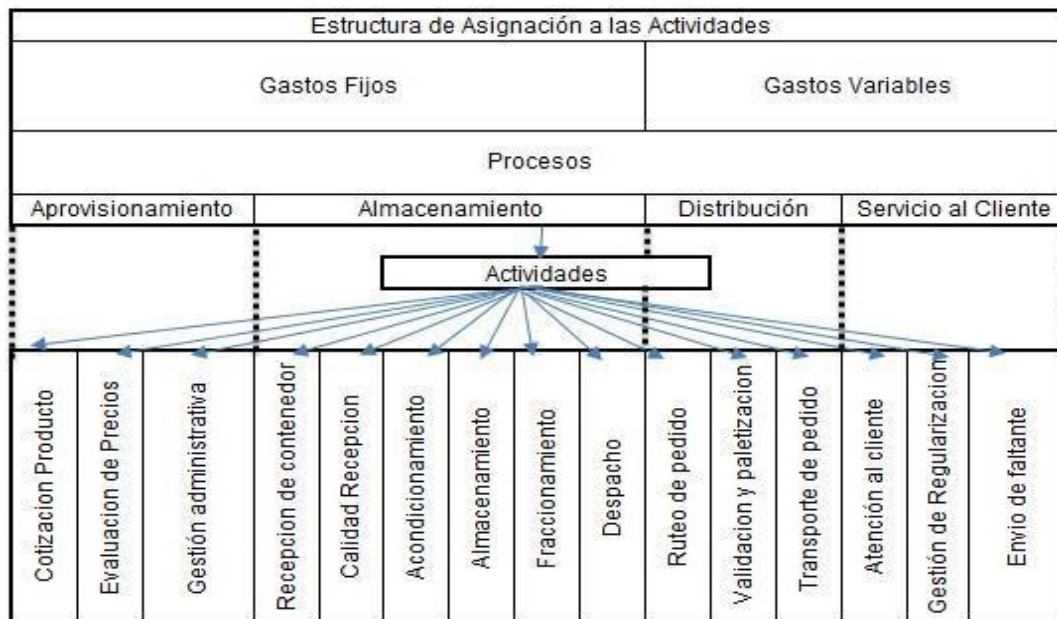 Estructura de Asignación a las Actividades
Gastos Fijos
Gastos Variables
Procesos
Aprovisionamiento
Almacenamiento
Distribución
Servicio al Cliente
Actividades
Cotizacion Producto
Evaluacion de Precios
Gestión administrativa
Recepcion de contenedor
Calidad Recepcion
Acondicionamiento
Almacenamiento
Fraccionamiento
Despacho
Ruteo de pedido
Validacion y paletizacion
Transporte de pedido
Atención al cliente
Gestión de Regularizacion
Envio de faltante